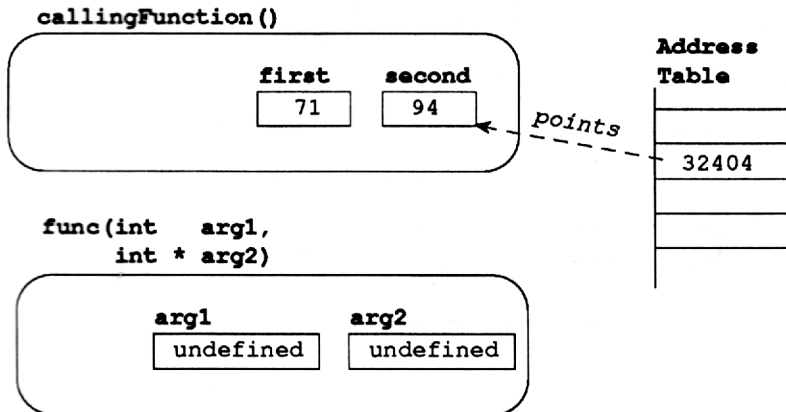 callingFunction()
Address
Table
first second
71 94
points
32404
func(int arg1,
int * arg2)
arg1 arg2
undefined undefined